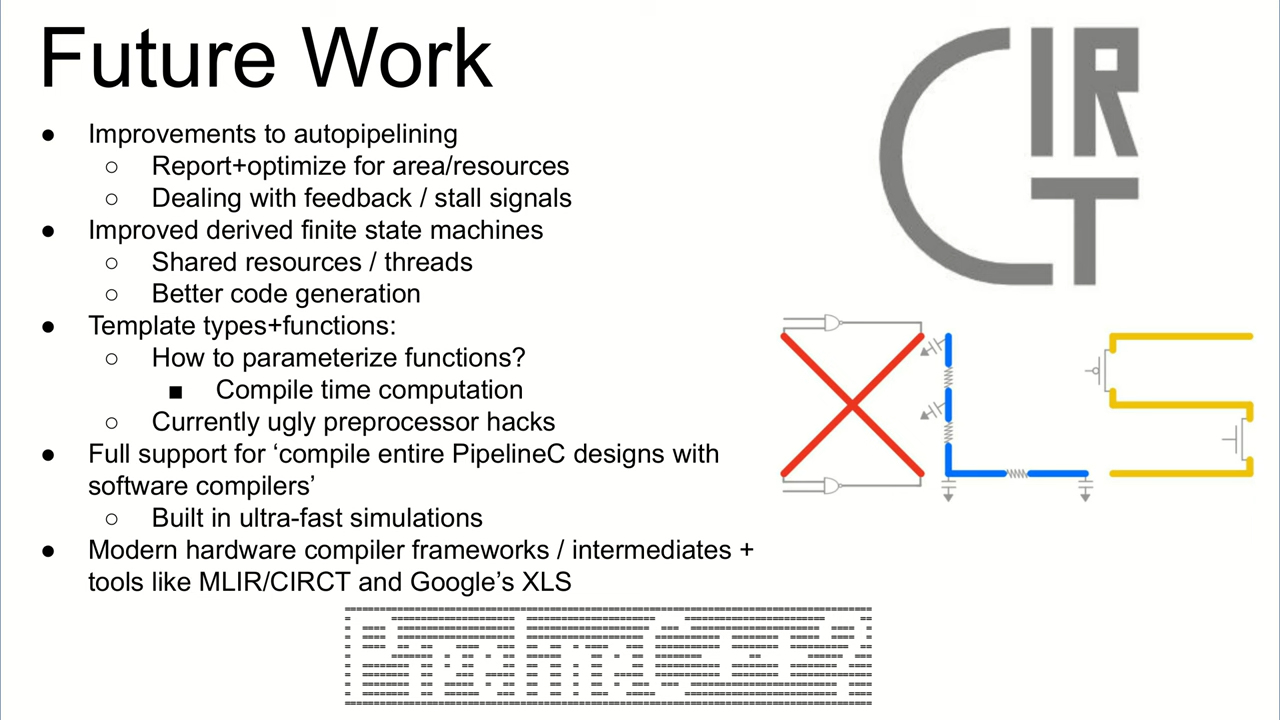 Future Work
● Improvements to autopipelining
○ Report+optimize for area/resources
○ Dealing with feedback / stall signals
● Improved derived finite state machines
○ Shared resources / threads
○ Better code generation
● Template types+functions:
○ How to parameterize functions?
■ Compile time computation
○ Currently ugly preprocessor hacks
● Full support for ‘compile entire PipelineC designs with
software compilers’
○ Built in ultra-fast simulations
● Modern hardware compiler frameworks / intermediates +
tools like MLIR/CIRCT and Google’s XLS
CIR
T
XLS